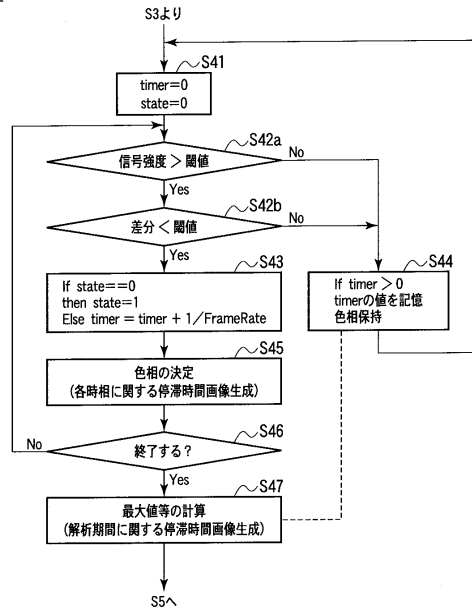 S3より
S41
timer=0
state=0
S42a
信号強度 > 閾値
No
Yes
S42b
差分 < 閾値
No
Yes
S43
If state==0
then state=1
Else timer = timer + 1/FrameRate
S44
If timer > 0
timerの値を記憶
色相保持
S45
色相の決定
(各時相に関する停滞時間画像生成)
S46
終了する?
No
Yes
S47
最大値等の計算
(解析期間に関する停滞時間画像生成)
S5へ